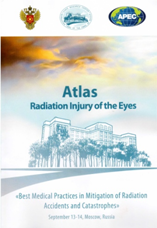 APEC
Atlas
Radiation Injury of the Eyes
«Best Medical Practices in Mitigation of Radiation
Accidents and Catastrophes»
September 13-14, Moscow, Russia